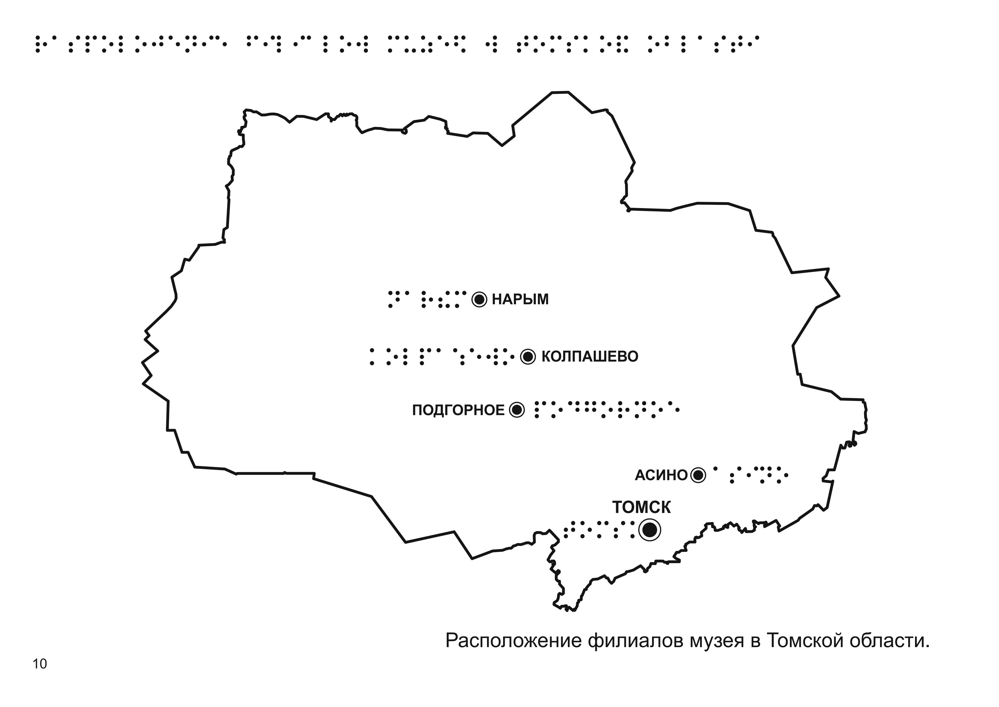 НАРЫМ
КОЛПАШЕВО
ПОДГОРНОЕ
АСИНО
ТОМСК
Расположение филиалов музея в Томской области.
10